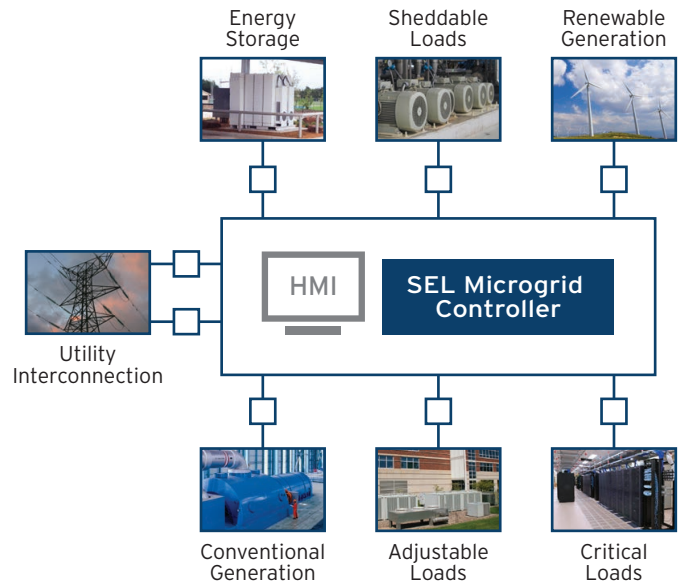 Energy
Storage
Sheddable
Loads
Renewable
Generation
HMI
SEL Microgrid
Controller
Utility
Interconnection
Conventional
Generation
Adjustable
Loads
Critical
Loads